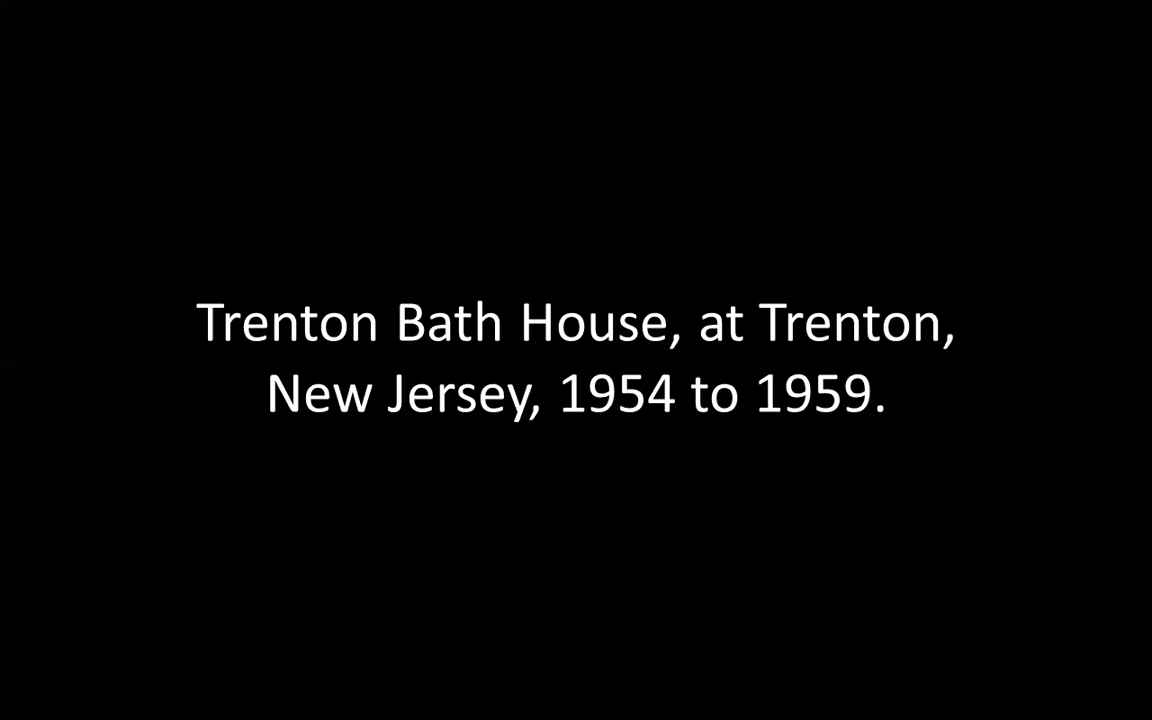 Trenton Bath House, at Trenton,
New Jersey, 1954 to 1959.